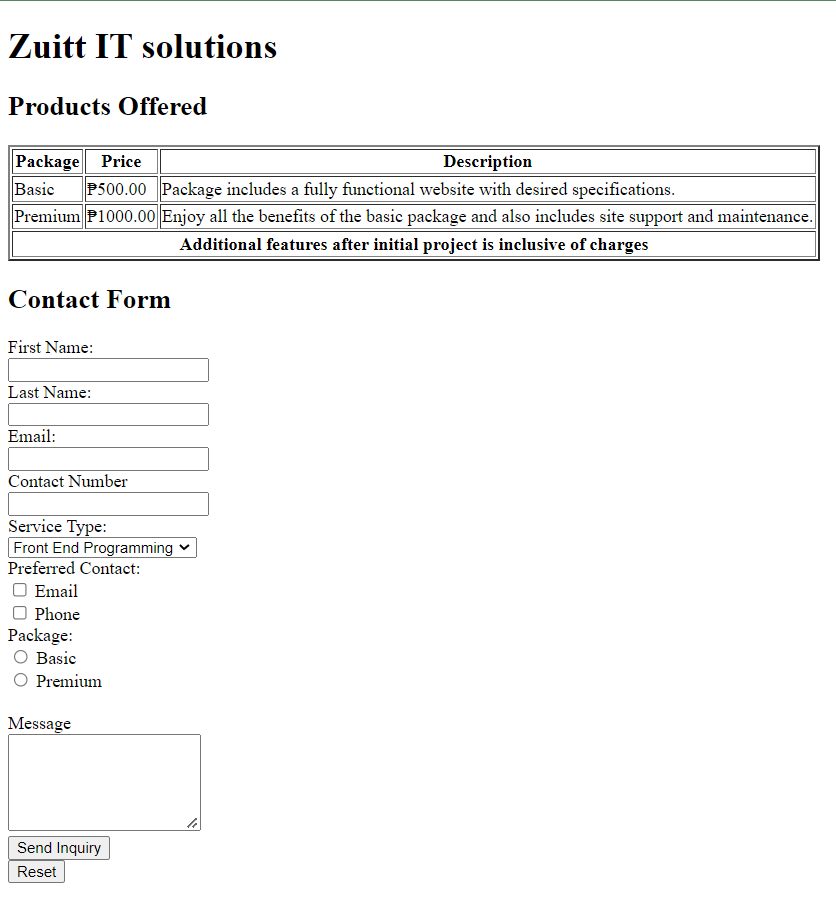 Zuitt IT solutions
Products Offered
Package Price Description
Basic ₱500.00 Package includes a fully functional website with desired specifications.
Premium ₱1000.00 Enjoy all the benefits of the basic package and also includes site support and maintenance.
Additional features after initial project is inclusive of charges
Contact Form
First Name:
Last Name:
Email:
Contact Number
Service Type:
Front End Programming
Preferred Contact:
Email
Phone
Package:
Basic
Premium
Message
Send Inquiry
Reset